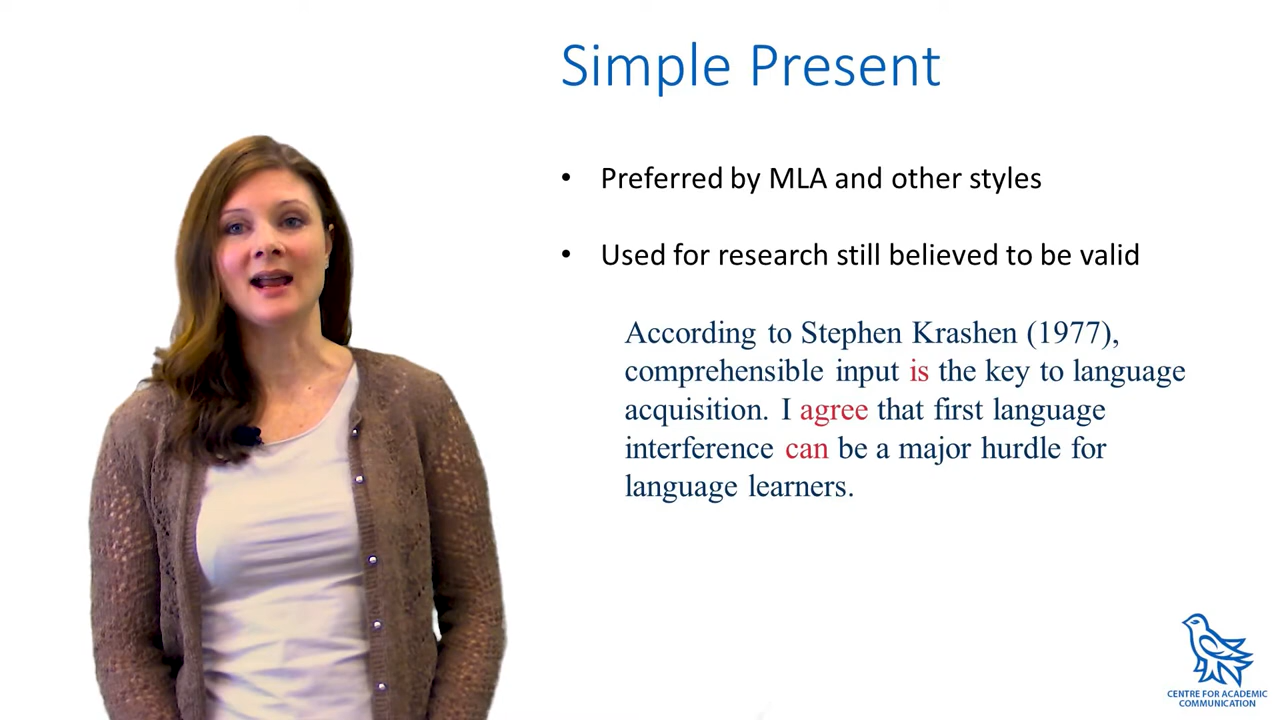 Simple Present
• Preferred by MLA and other styles
• Used for research still believed to be valid
According to Stephen Krashen (1977),
comprehensible input is the key to language
acquisition. I agree that first language
interference can be a major hurdle for
language learners.
CENTRE FOR ACADEMIC
COMMUNICATION